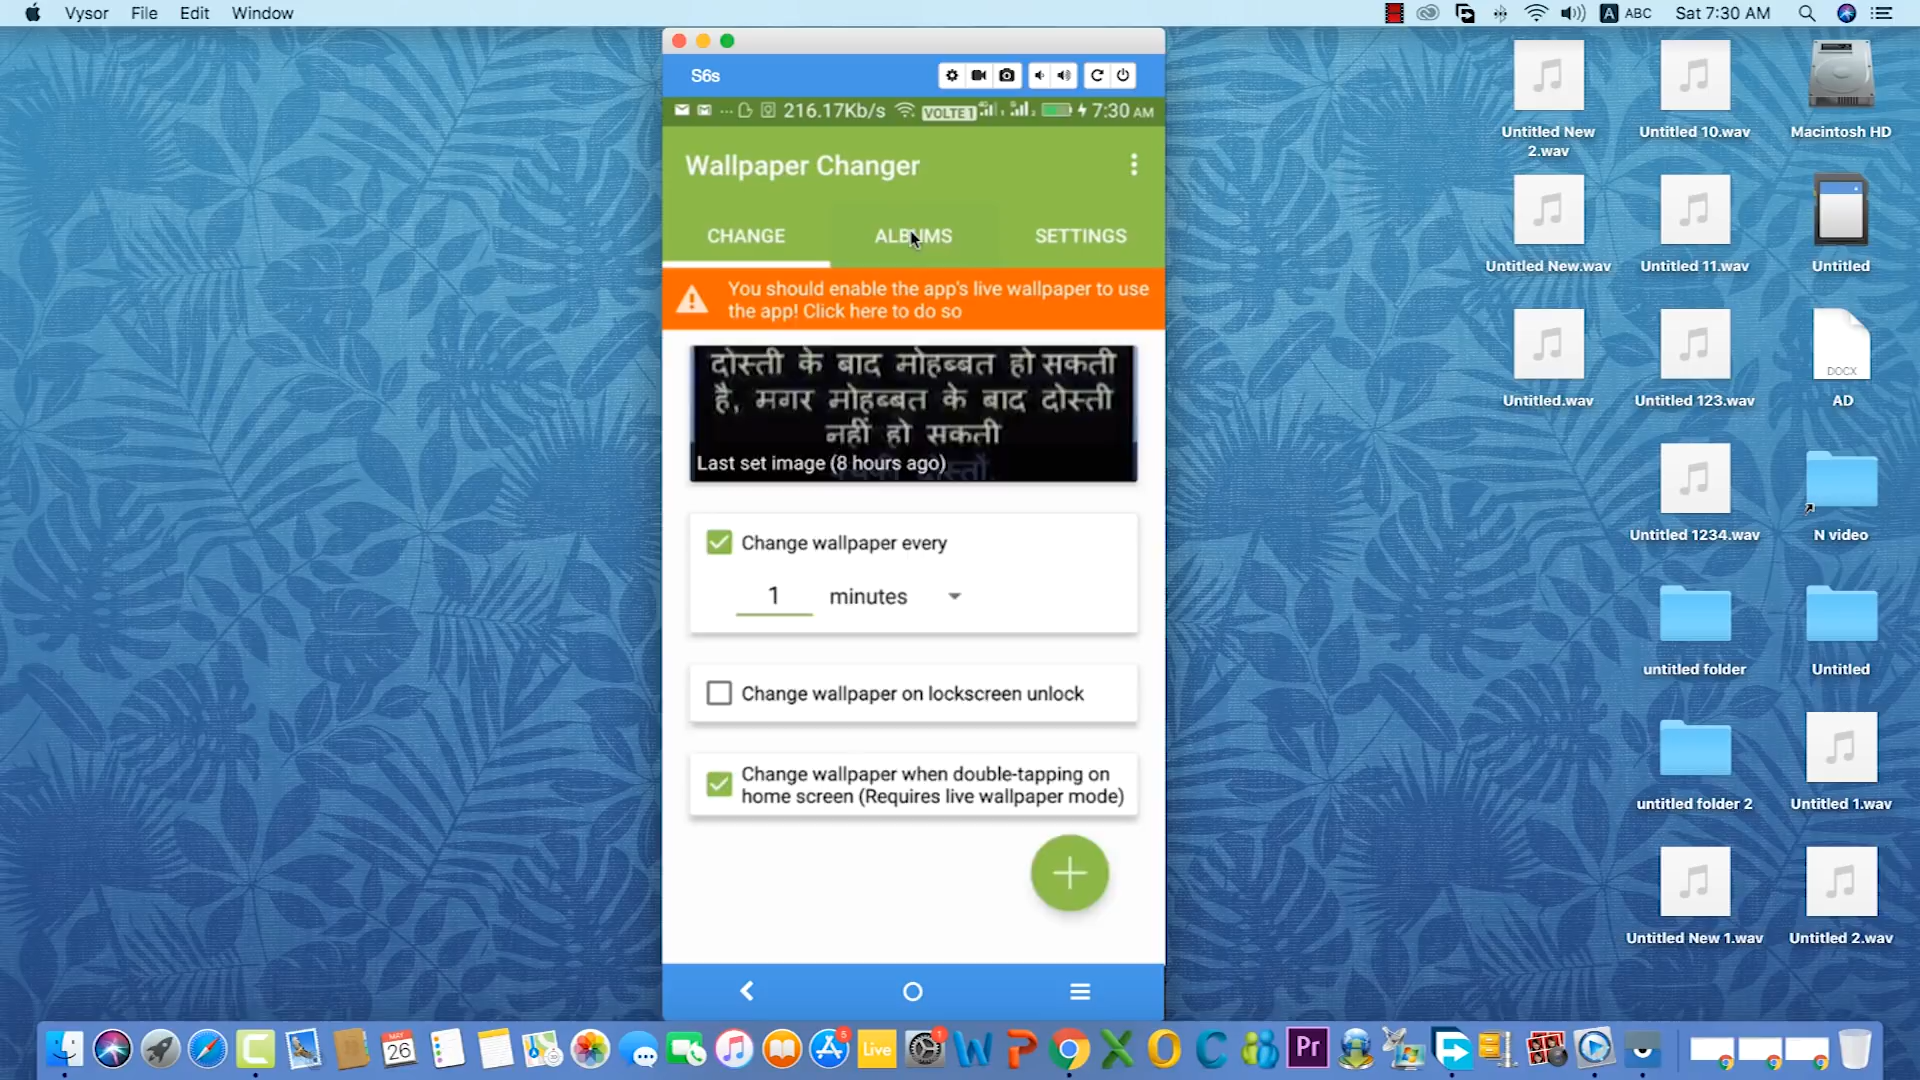 Vysor File Edit Window
ABC Sat 7:30 AM
S6s
216.17Kb/s VOLTE 1 7:30 AM
Wallpaper Changer
CHANGE ALBUMS SETTINGS
You should enable the app's live wallpaper to use
the app! Click here to do so
दोस्ती के बाद मोहब्बत हो सकती
है, मगर मोहब्बत के बाद दोस्ती
नहीं हो सकती
Last set image (8 hours ago)
Change wallpaper every
1 minutes
Change wallpaper on lockscreen unlock
Change wallpaper when double-tapping on
home screen (Requires live wallpaper mode)
Untitled New
2.wav
Untitled 10.wav
Macintosh HD
Untitled New.wav
Untitled 11.wav
Untitled
Untitled.wav
Untitled 123.wav
DOCX
AD
Untitled 1234.wav
N video
untitled folder
Untitled
untitled folder 2
Untitled 1.wav
Untitled New 1.wav
Untitled 2.wav
MAY
26
5
Live
1
Pr